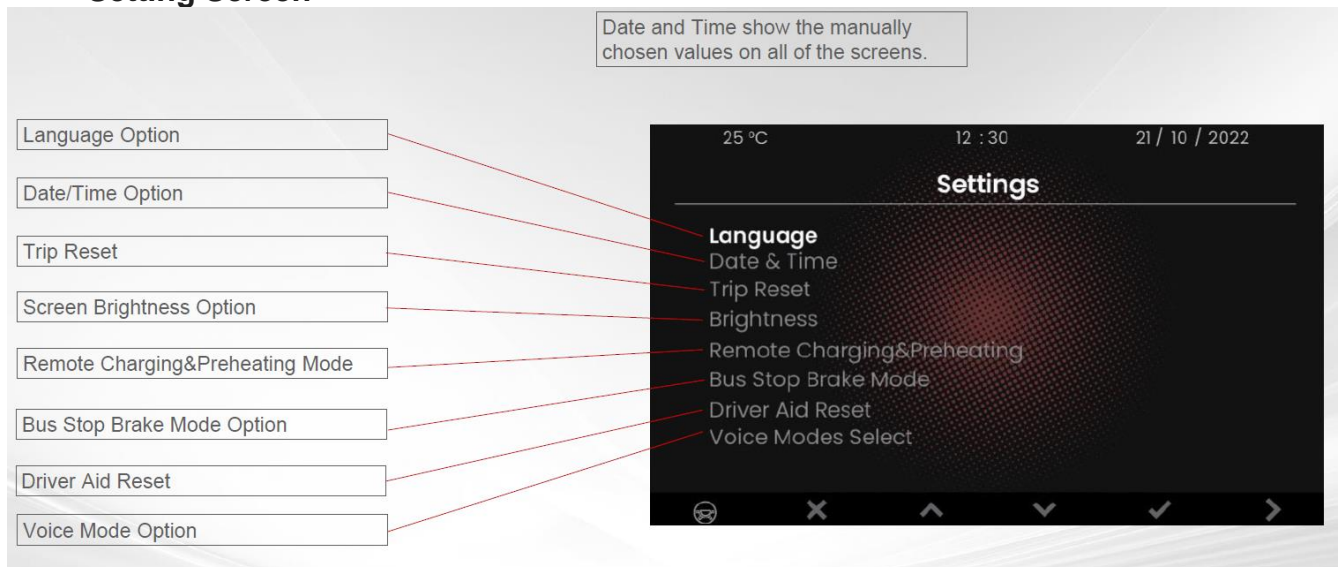 Setting Screen
Date and Time show the manually
chosen values on all of the screens.
Language Option
Date/Time Option
Trip Reset
Screen Brightness Option
Remote Charging&Preheating Mode
Bus Stop Brake Mode Option
Driver Aid Reset
Voice Mode Option
25 °C 12 : 30 21 / 10 / 2022
Settings
Language
Date & Time
Trip Reset
Brightness
Remote Charging&Preheating
Bus Stop Brake Mode
Driver Aid Reset
Voice Modes Select